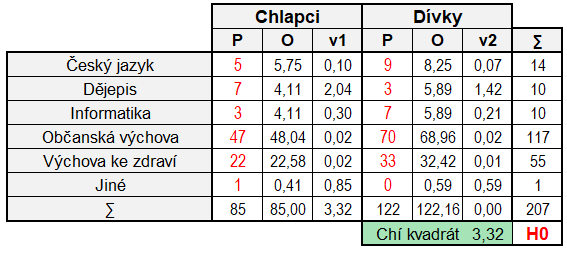 Chlapci Dívky
P O v1 P O v2 ∑
Český jazyk 5 5,75 0,10 9 8,25 0,07 14
Dějepis 7 4,11 2,04 3 5,89 1,42 10
Informatika 3 4,11 0,30 7 5,89 0,21 10
Občanská výchova 47 48,04 0,02 70 68,96 0,02 117
Výchova ke zdraví 22 22,58 0,02 33 32,42 0,01 55
Jiné 1 0,41 0,85 0 0,59 0,59 1
∑ 85 85,00 3,32 122 122,16 0,00 207
Chí kvadrát 3,32 H0